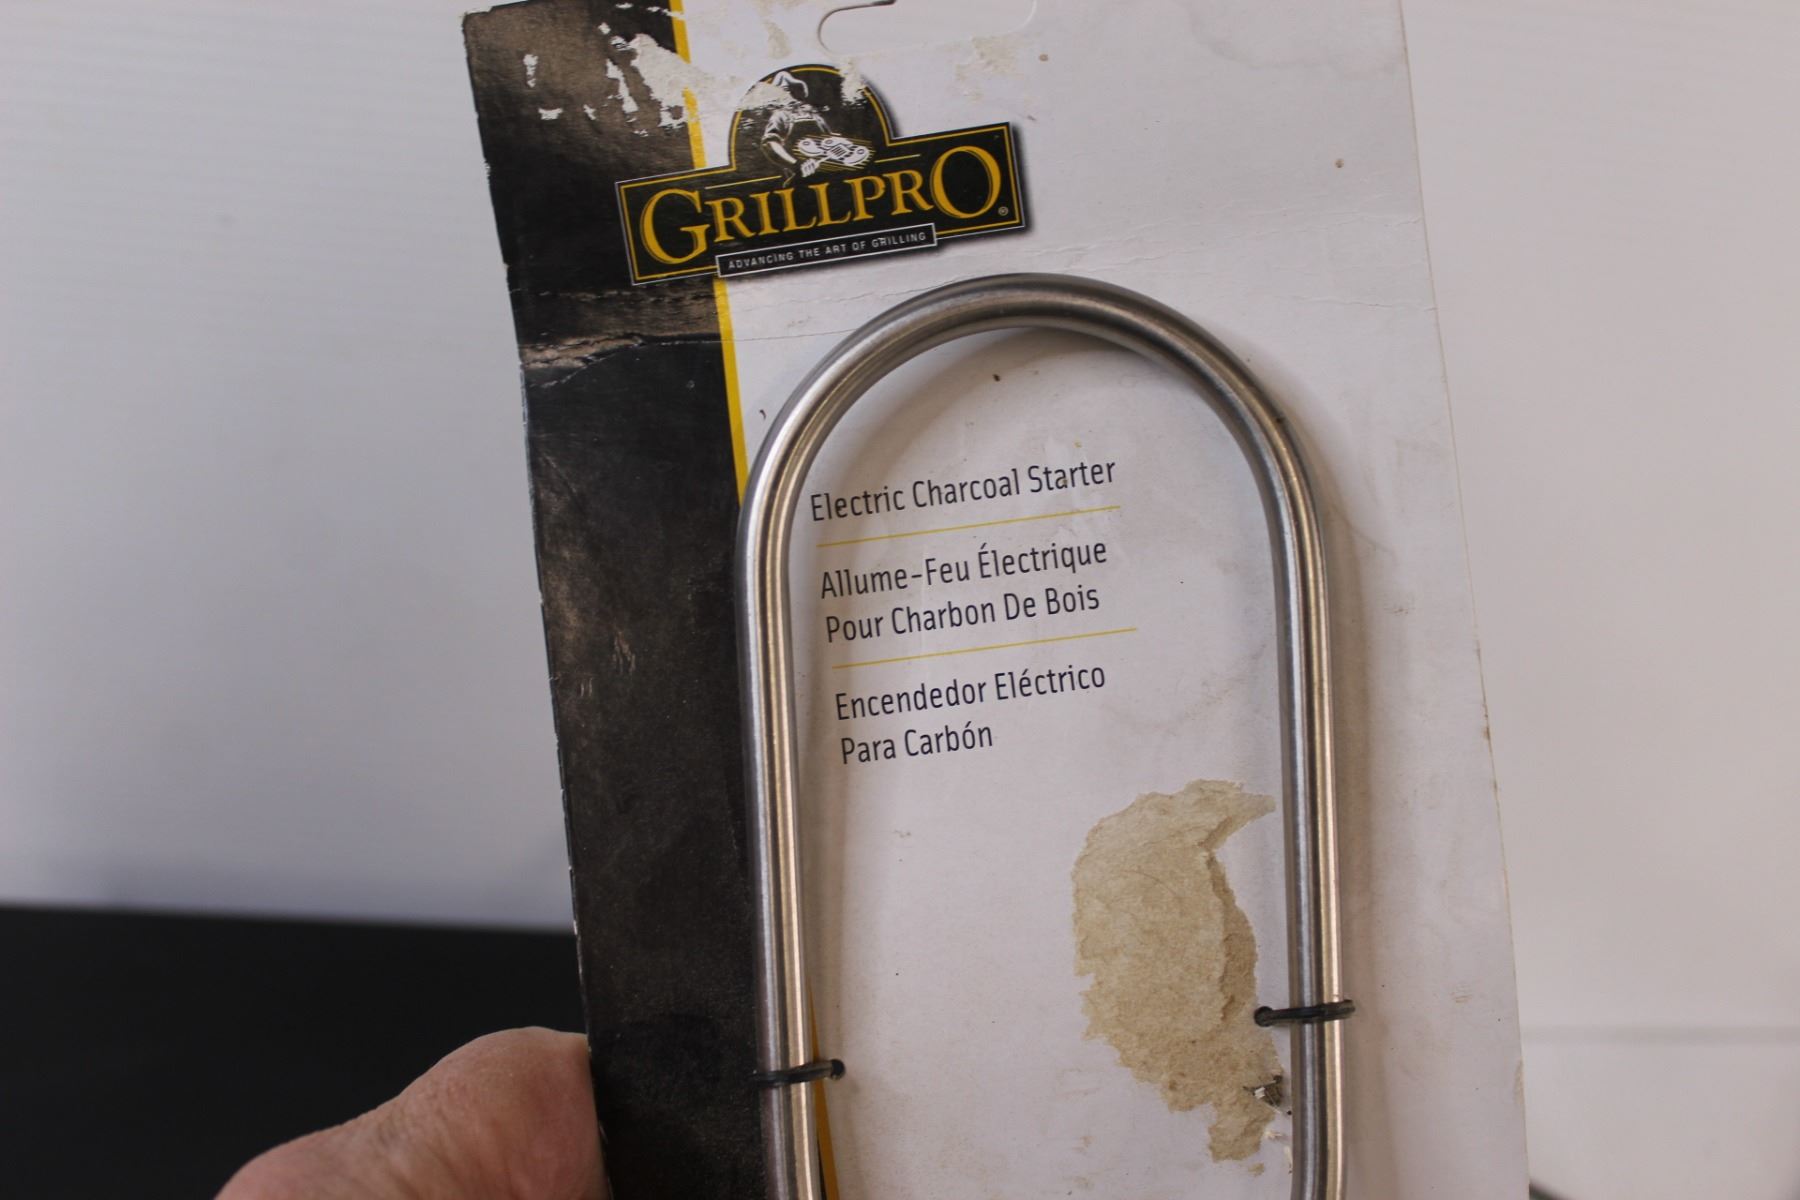 GRILLPRO®
ADVANCING THE ART OF GRILLING
Electric Charcoal Starter
Allume-Feu Électrique
Pour Charbon De Bois
Encendedor Eléctrico
Para Carbón